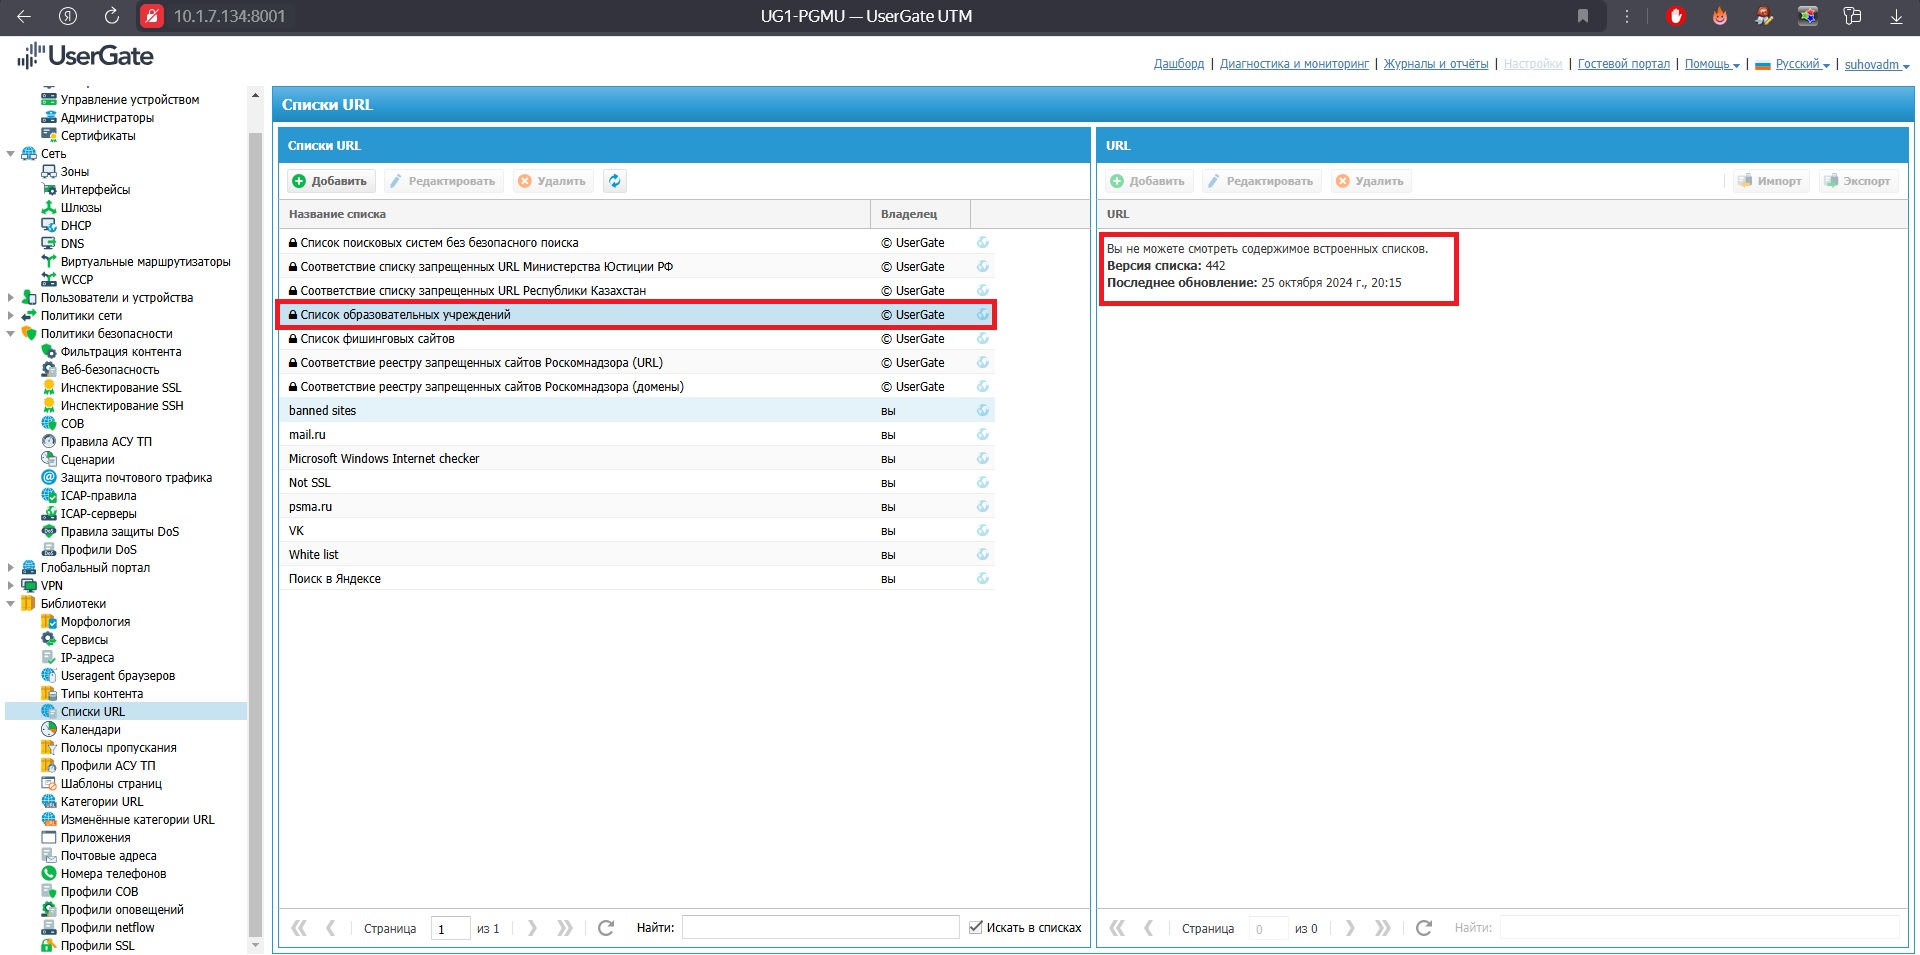 10.1.7.134:8001
UG1-PGMU — UserGate UTM
UserGate
Дашборд | Диагностика и мониторинг | Журналы и отчёты | Настройки | Гостевой портал | Помощь | Русский | suhovadm
Управление устройством
Администраторы
Сертификаты
Сеть
Зоны
Интерфейсы
Шлюзы
DHCP
DNS
Виртуальные маршрутизаторы
WCCP
Пользователи и устройства
Политики сети
Политики безопасности
Фильтрация контента
Веб-безопасность
Инспектирование SSL
Инспектирование SSH
СОВ
Правила АСУ ТП
Сценарии
Защита почтового трафика
ICAP-правила
ICAP-серверы
Правила защиты DoS
Профили DoS
Глобальный портал
VPN
Библиотеки
Морфология
Сервисы
IP-адреса
Useragent браузеров
Типы контента
Списки URL
Календари
Полосы пропускания
Профили АСУ ТП
Шаблоны страниц
Категории URL
Изменённые категории URL
Приложения
Почтовые адреса
Номера телефонов
Профили СОВ
Профили оповещений
Профили netflow
Профили SSL
Списки URL
Списки URL
Добавить Редактировать Удалить
Название списка Владелец
Список поисковых систем без безопасного поиска © UserGate
Соответствие списку запрещенных URL Министерства Юстиции РФ © UserGate
Соответствие списку запрещенных URL Республики Казахстан © UserGate
Список образовательных учреждений © UserGate
Список фишинговых сайтов © UserGate
Соответствие реестру запрещенных сайтов Роскомнадзора (URL) © UserGate
Соответствие реестру запрещенных сайтов Роскомнадзора (домены) © UserGate
banned sites вы
mail.ru вы
Microsoft Windows Internet checker вы
Not SSL вы
psma.ru вы
VK вы
White list вы
Поиск в Яндексе вы
Страница 1 из 1 Найти: Искать в списках
URL
Добавить Редактировать Удалить Импорт Экспорт
URL
Вы не можете смотреть содержимое встроенных списков.
Версия списка: 442
Последнее обновление: 25 октября 2024 г., 20:15
Страница 0 из 0 Найти: